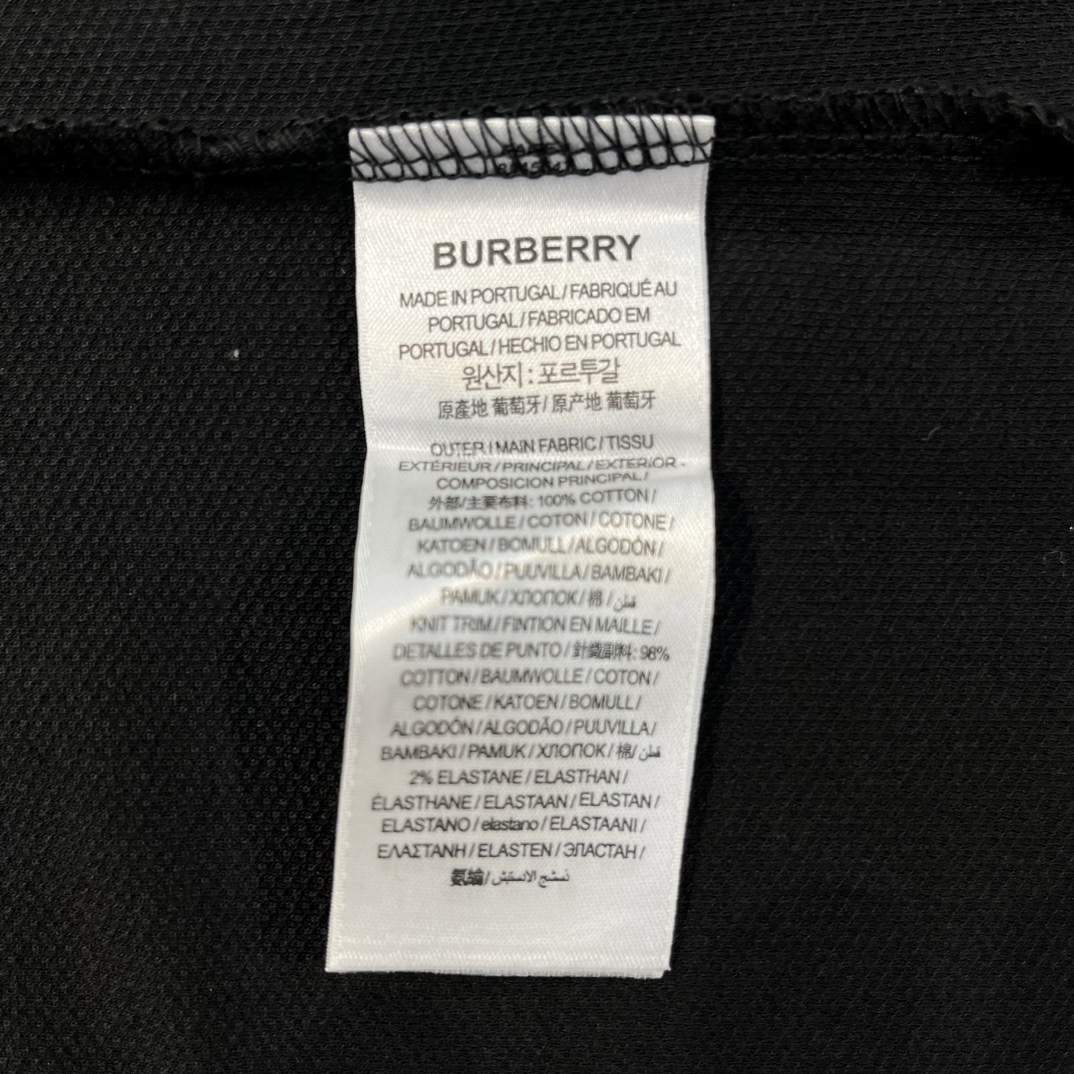 BURBERRY
MADE IN PORTUGAL/FABRIQUÉ AU
PORTUGAL/FABRICADO EM
PORTUGAL/HECHIO EN PORTUGAL
원산지:포르투갈
原產地 葡萄牙/原产地 葡萄牙
OUTER/MAIN FABRIC/TISSU
EXTÉRIEUR/PRINCIPAL/EXTERIOR-
COMPOSICION PRINCIPAL/
外部/主要布料: 100% COTTON/
BAUMWOLLE/COTON/COTONE/
KATOEN/BOMULL/ALGODÓN/
ALGODÃO/PUUVILLA/BAMBAKI/
PAMUK/ХЛОПОК/棉/قطن
KNIT TRIM/FINTION EN MAILLE/
DETALLES DE PUNTO/針織副料: 98%
COTTON/BAUMWOLLE/COTON/
COTONE/KATOEN/BOMULL/
ALGODÓN/ALGODÃO/PUUVILLA/
BAMBAKI/PAMUK/ХЛОПОК/棉/قطن
2% ELASTANE/ELASTHAN/
ÉLASTHANE/ELASTAAN/ELASTAN/
ELASTANO/elastano/ELASTAANI/
ΕΛΑΣΤΑΝΗ/ELASTEN/ЭЛАСТАН/
氨纶/